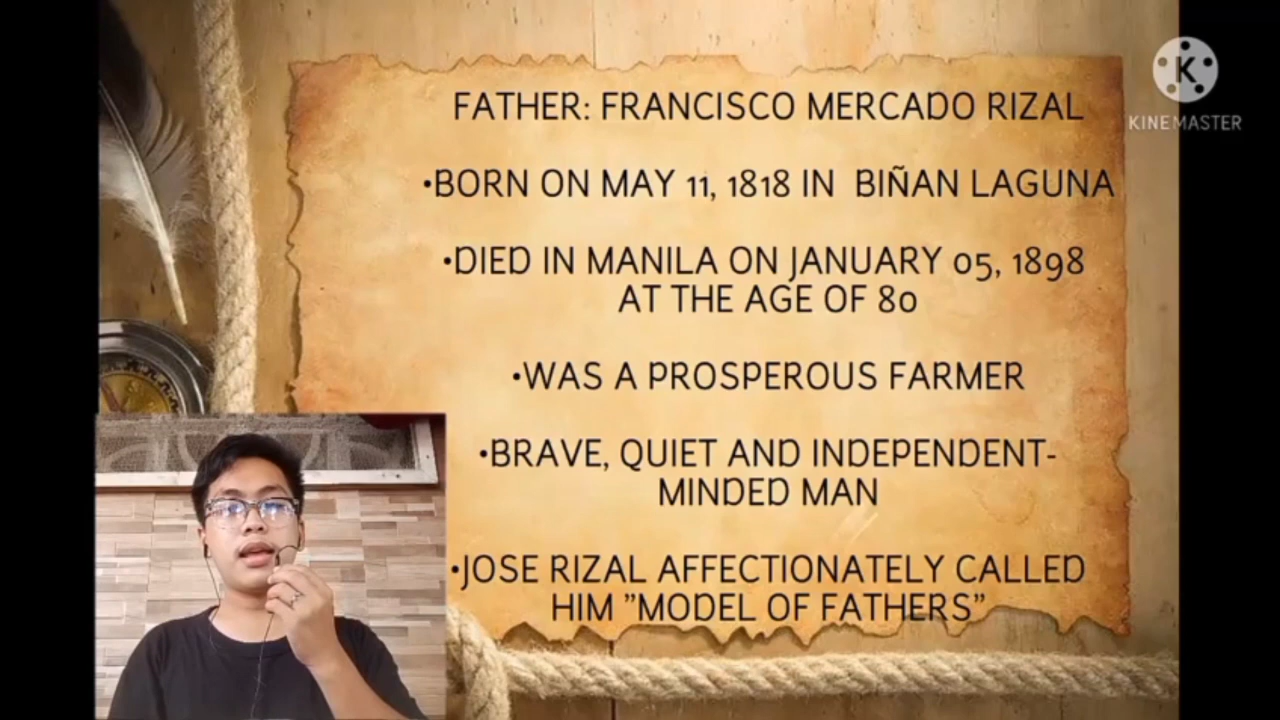 FATHER: FRANCISCO MERCADO RIZAL
•BORN ON MAY 11, 1818 IN BIÑAN LAGUNA
•DIED IN MANILA ON JANUARY 05, 1898
AT THE AGE OF 80
•WAS A PROSPEROUS FARMER
•BRAVE, QUIET AND INDEPENDENT-
MINDED MAN
•JOSE RIZAL AFFECTIONATELY CALLED
HIM ”MODEL OF FATHERS”
K
KINEMASTER